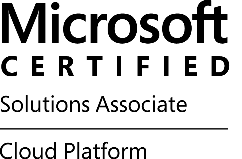 Microsoft
CERTIFIED
Solutions Associate
Cloud Platform